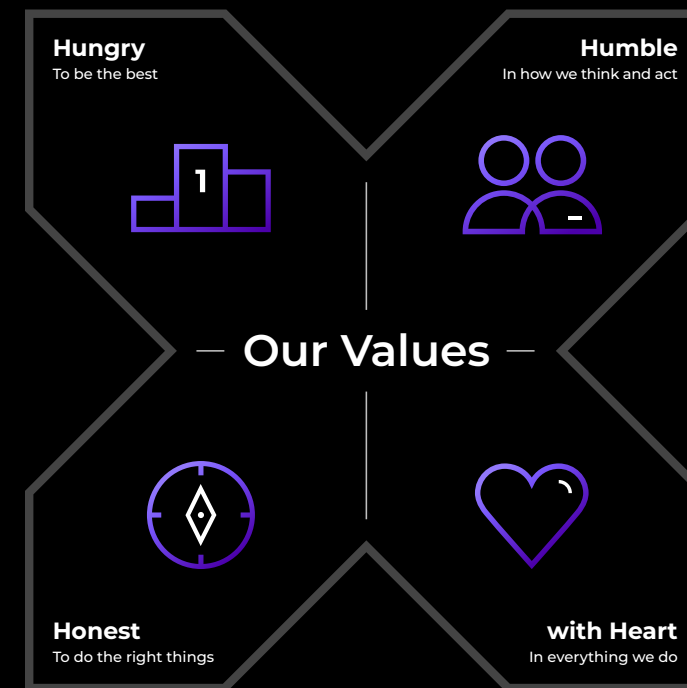 Hungry
To be the best
Humble
In how we think and act
1
Our Values
Honest
To do the right things
with Heart
In everything we do